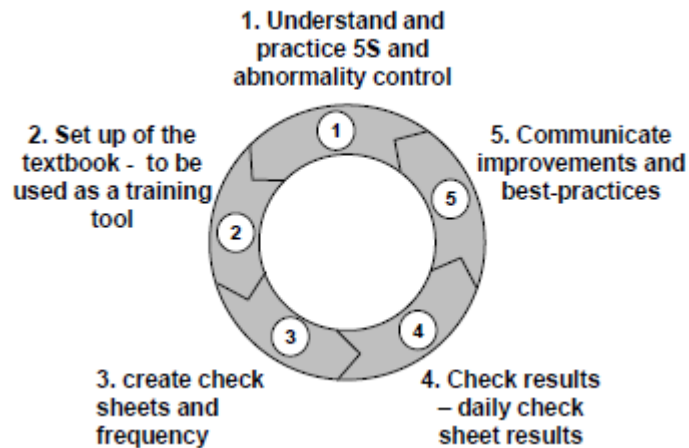 1. Understand and
practice 5S and
abnormality control
2. Set up of the
textbook - to be
used as a training
tool
3. create check
sheets and
frequency
4. Check results
– daily check
sheet results
5. Communicate
improvements and
best-practices
1
2
3
4
5